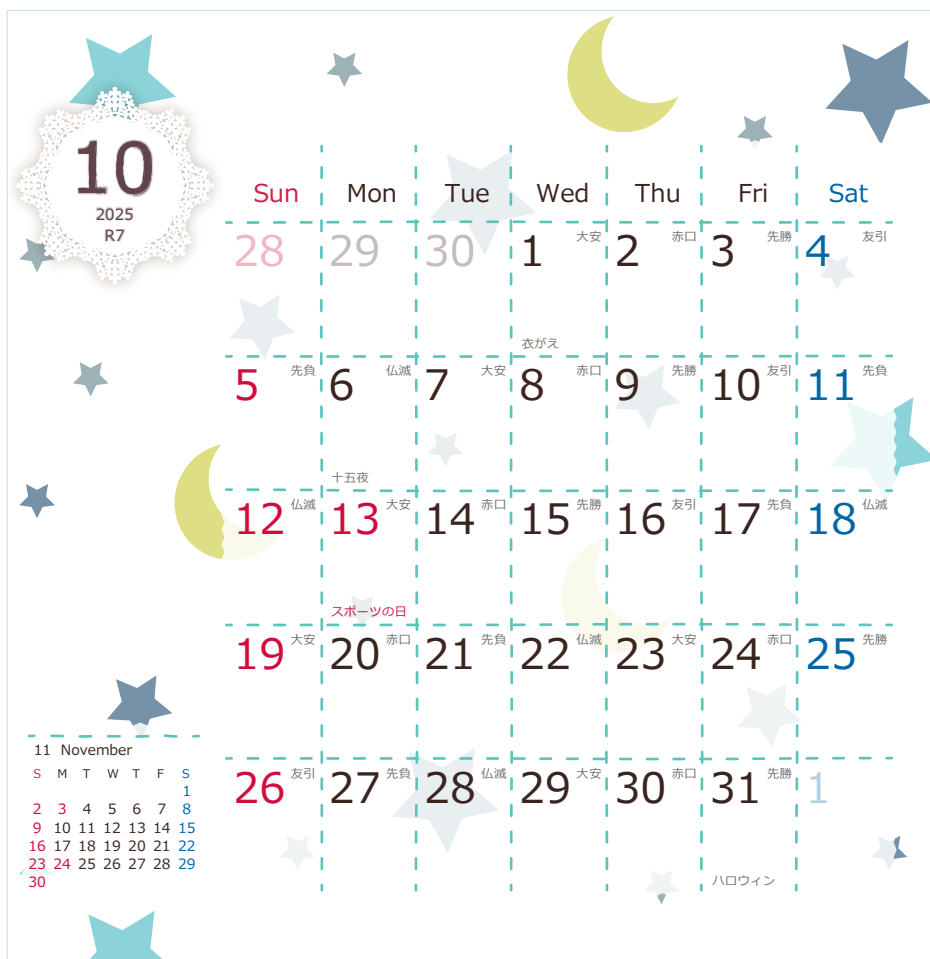 10
2025
R7
Sun Mon Tue Wed Thu Fri Sat
28 29 30 1 大安 2 赤口 3 先勝 4 友引
衣がえ
5 先負 6 仏滅 7 大安 8 赤口 9 先勝 10 友引 11 先負
十五夜
12 仏滅 13 大安 14 赤口 15 先勝 16 友引 17 先負 18 仏滅
スポーツの日
19 大安 20 赤口 21 先負 22 仏滅 23 大安 24 赤口 25 先勝
26 友引 27 先負 28 仏滅 29 大安 30 赤口 31 先勝 1
ハロウィン
11 November
S M T W T F S
1
2 3 4 5 6 7 8
9 10 11 12 13 14 15
16 17 18 19 20 21 22
23 24 25 26 27 28 29
30